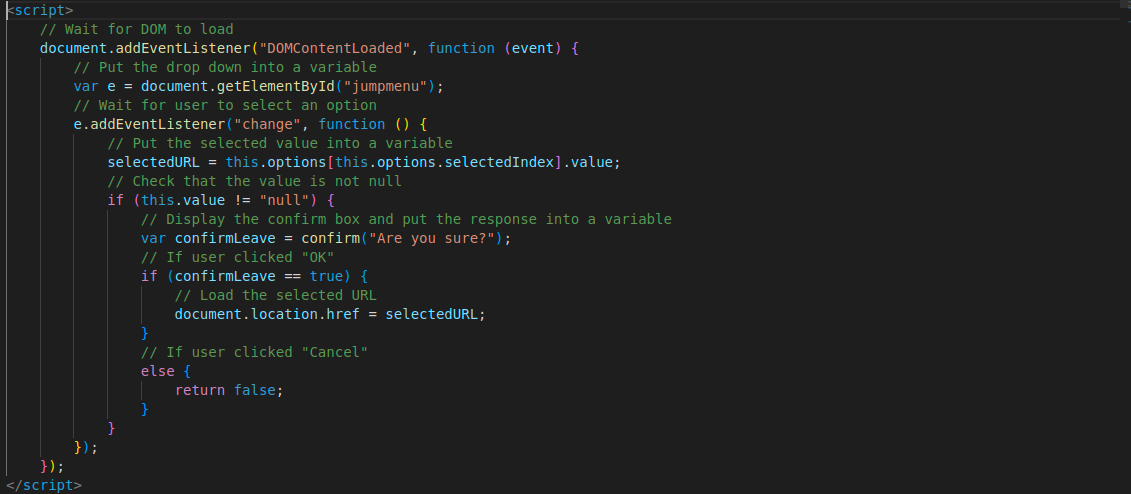 <script>
    // Wait for DOM to load
    document.addEventListener("DOMContentLoaded", function (event) {
        // Put the drop down into a variable
        var e = document.getElementById("jumpmenu");
        // Wait for user to select an option
        e.addEventListener("change", function () {
            // Put the selected value into a variable
            selectedURL = this.options[this.options.selectedIndex].value;
            // Check that the value is not null
            if (this.value != "null") {
                // Display the confirm box and put the response into a variable
                var confirmLeave = confirm("Are you sure?");
                // If user clicked "OK"
                if (confirmLeave == true) {
                    // Load the selected URL
                    document.location.href = selectedURL;
                }
                // If user clicked "Cancel"
                else {
                    return false;
                }
            }
        });
    });
</script>